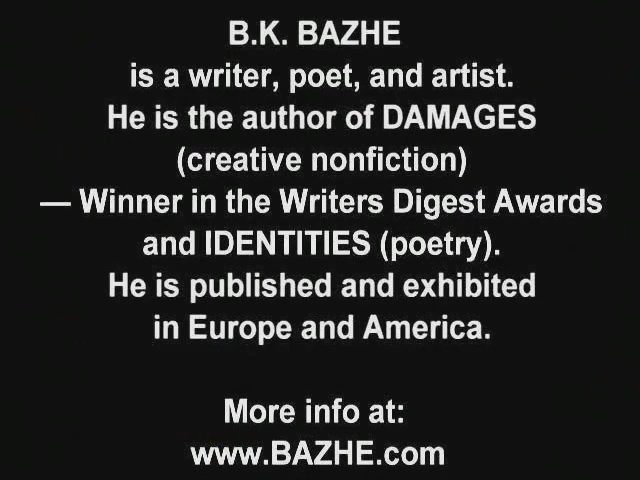 B.K. BAZHE
is a writer, poet, and artist.
He is the author of DAMAGES
(creative nonfiction)
— Winner in the Writers Digest Awards
and IDENTITIES (poetry).
He is published and exhibited
in Europe and America.
More info at:
www.BAZHE.com